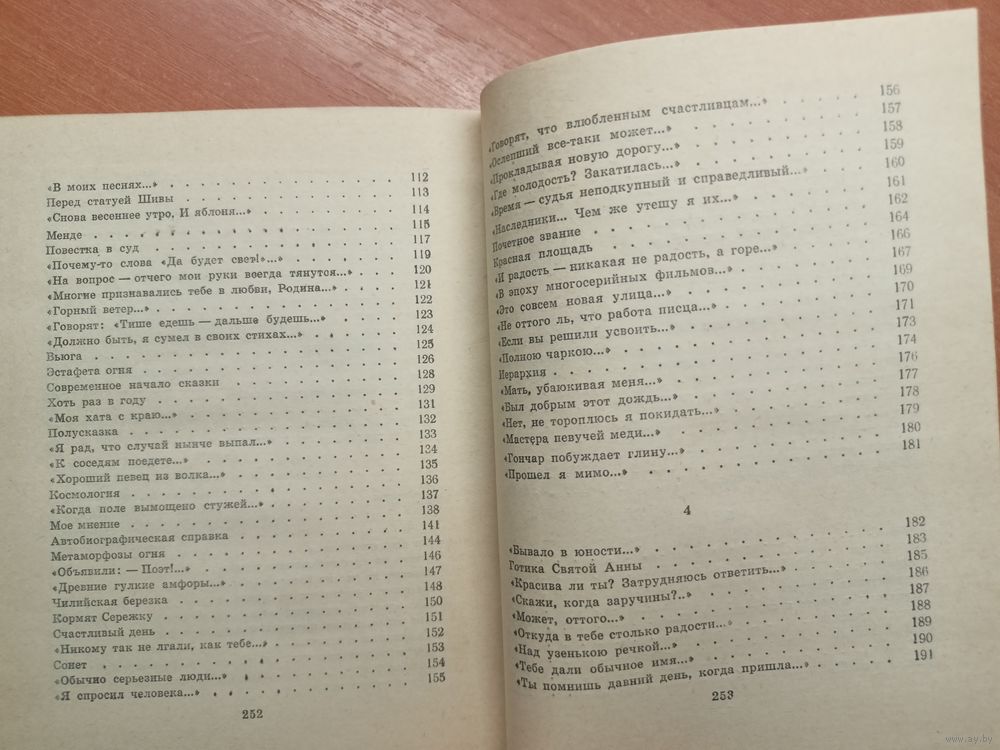 «В моих песнях...» . . . . . . . . . . 112
Перед статуей Шивы . . . . . . . . . . 113
«Снова весеннее утро, И яблоня...» . . . . . . 114
Менде . . . . . . . . . . . . . 115
Повестка в суд . . . . . . . . . . . 117
«Почему-то слова «Да будет свет!»...» . . . . . 119
«На вопрос — отчего мои руки всегда тянутся...» . . 120
«Многие признавались тебе в любви, Родина...» . . . 121
«Горный ветер...» . . . . . . . . . . 122
«Говорят: «Тише едешь — дальше будешь...» . . . . 123
«Должно быть, я сумел в своих стихах...» . . . . 124
Вьюга . . . . . . . . . . . . . 125
Эстафета огня . . . . . . . . . . . 126
Современное начало сказки . . . . . . . . 128
Хоть раз в году . . . . . . . . . . . 129
«Моя хата с краю...» . . . . . . . . . . 131
Полусказка . . . . . . . . . . . . 132
«Я рад, что случай нынче выпал...» . . . . . . 133
«К соседям поедете...» . . . . . . . . . 134
«Хороший певец из волка...» . . . . . . . . 135
Космология . . . . . . . . . . . . 136
«Когда поле вымощено стужей...» . . . . . . . 137
Мое мнение . . . . . . . . . . . . 138
Автобиографическая справка . . . . . . . . 141
Метаморфозы огня . . . . . . . . . . 144
«Объявили: — Поэт!...» . . . . . . . . . 146
«Древние гулкие амфоры...» . . . . . . . . 147
Чилийская березка . . . . . . . . . . 148
Кормят Сережку . . . . . . . . . . . 150
Счастливый день . . . . . . . . . . . 151
«Никому так не лгали, как тебе...» . . . . . . 152
Сонет . . . . . . . . . . . . . 153
«Обычно серьезные люди...» . . . . . . . . 154
«Я спросил человека...» . . . . . . . . . 155
252
«Говорят, что влюбленным счастливцам...» . . . . . 156
«Ослепший все-таки может...» . . . . . . . 157
«Прокладывая новую дорогу...» . . . . . . . 158
«Где молодость? Закатилась...» . . . . . . . 159
«Время — судья неподкупный и справедливый...» . . . 160
«Наследники... Чем же утешу я их...» . . . . . 161
Почетное звание . . . . . . . . . . . 162
Красная площадь . . . . . . . . . . . 164
«И радость — никакая не радость, а горе...» . . . . 166
«В эпоху многосерийных фильмов...» . . . . . . 167
«Это совсем новая улица...» . . . . . . . . 169
«Не оттого ль, что работа писца...» . . . . . . 170
«Если вы решили усвоить...» . . . . . . . . 171
«Полною чаркою...» . . . . . . . . . . 173
Иерархия . . . . . . . . . . . . 174
«Мать, убаюкивая меня...» . . . . . . . . 176
«Был добрым этот дождь...» . . . . . . . . 177
«Нет, не тороплюсь я покидать...» . . . . . . 178
«Мастера певучей меди...» . . . . . . . . 179
«Гончар побуждает глину...» . . . . . . . . 180
«Прошел я мимо...» . . . . . . . . . . 181
4
«Бывало в юности...» . . . . . . . . . . 182
Готика Святой Анны . . . . . . . . . . 183
«Красива ли ты? Затрудняюсь ответить...» . . . . 185
«Скажи, когда заручины?..» . . . . . . . . 186
«Может, оттого...» . . . . . . . . . . 187
«Откуда в тебе столько радости...» . . . . . . 188
«Над узенькою речкой...» . . . . . . . . . 189
«Тебе дали обычное имя...» . . . . . . . . 190
«Ты помнишь давний день, когда пришла...» . . . . 191
253
www.ay.by